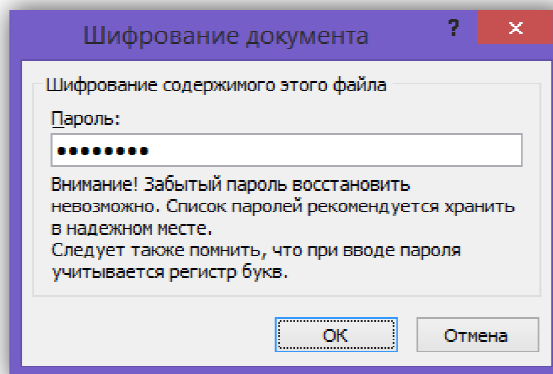 Шифрование документа ?
Шифрование содержимого этого файла
Пароль:
••••••••
Внимание! Забытый пароль восстановить
невозможно. Список паролей рекомендуется хранить
в надежном месте.
Следует также помнить, что при вводе пароля
учитывается регистр букв.
ОК Отмена